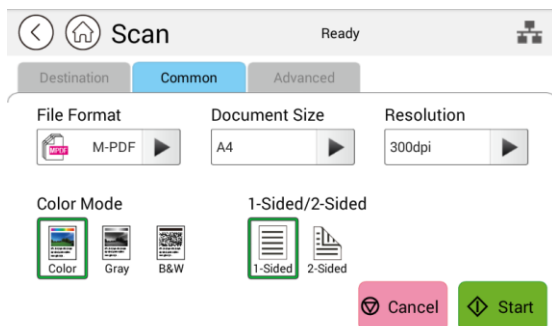 Scan
Ready
Destination
Common
Advanced
File Format
Document Size
Resolution
MPDF
M-PDF
A4
300dpi
Color Mode
1-Sided/2-Sided
Color
Gray
B&W
1-Sided
2-Sided
Cancel
Start